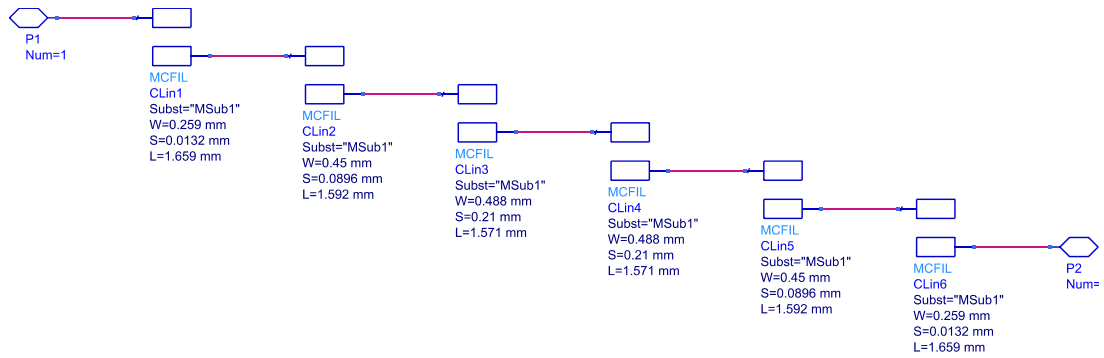 P1
Num=1
MCFIL
CLin1
Subst="MSub1"
W=0.259 mm
S=0.0132 mm
L=1.659 mm
MCFIL
CLin2
Subst="MSub1"
W=0.45 mm
S=0.0896 mm
L=1.592 mm
MCFIL
CLin3
Subst="MSub1"
W=0.488 mm
S=0.21 mm
L=1.571 mm
MCFIL
CLin4
Subst="MSub1"
W=0.488 mm
S=0.21 mm
L=1.571 mm
MCFIL
CLin5
Subst="MSub1"
W=0.45 mm
S=0.0896 mm
L=1.592 mm
MCFIL
CLin6
Subst="MSub1"
W=0.259 mm
S=0.0132 mm
L=1.659 mm
P2
Num=